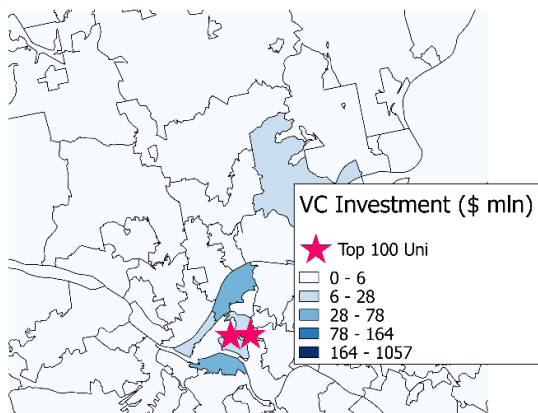 VC Investment ($ mln)
Top 100 Uni
0 - 6
6 - 28
28 - 78
78 - 164
164 - 1057